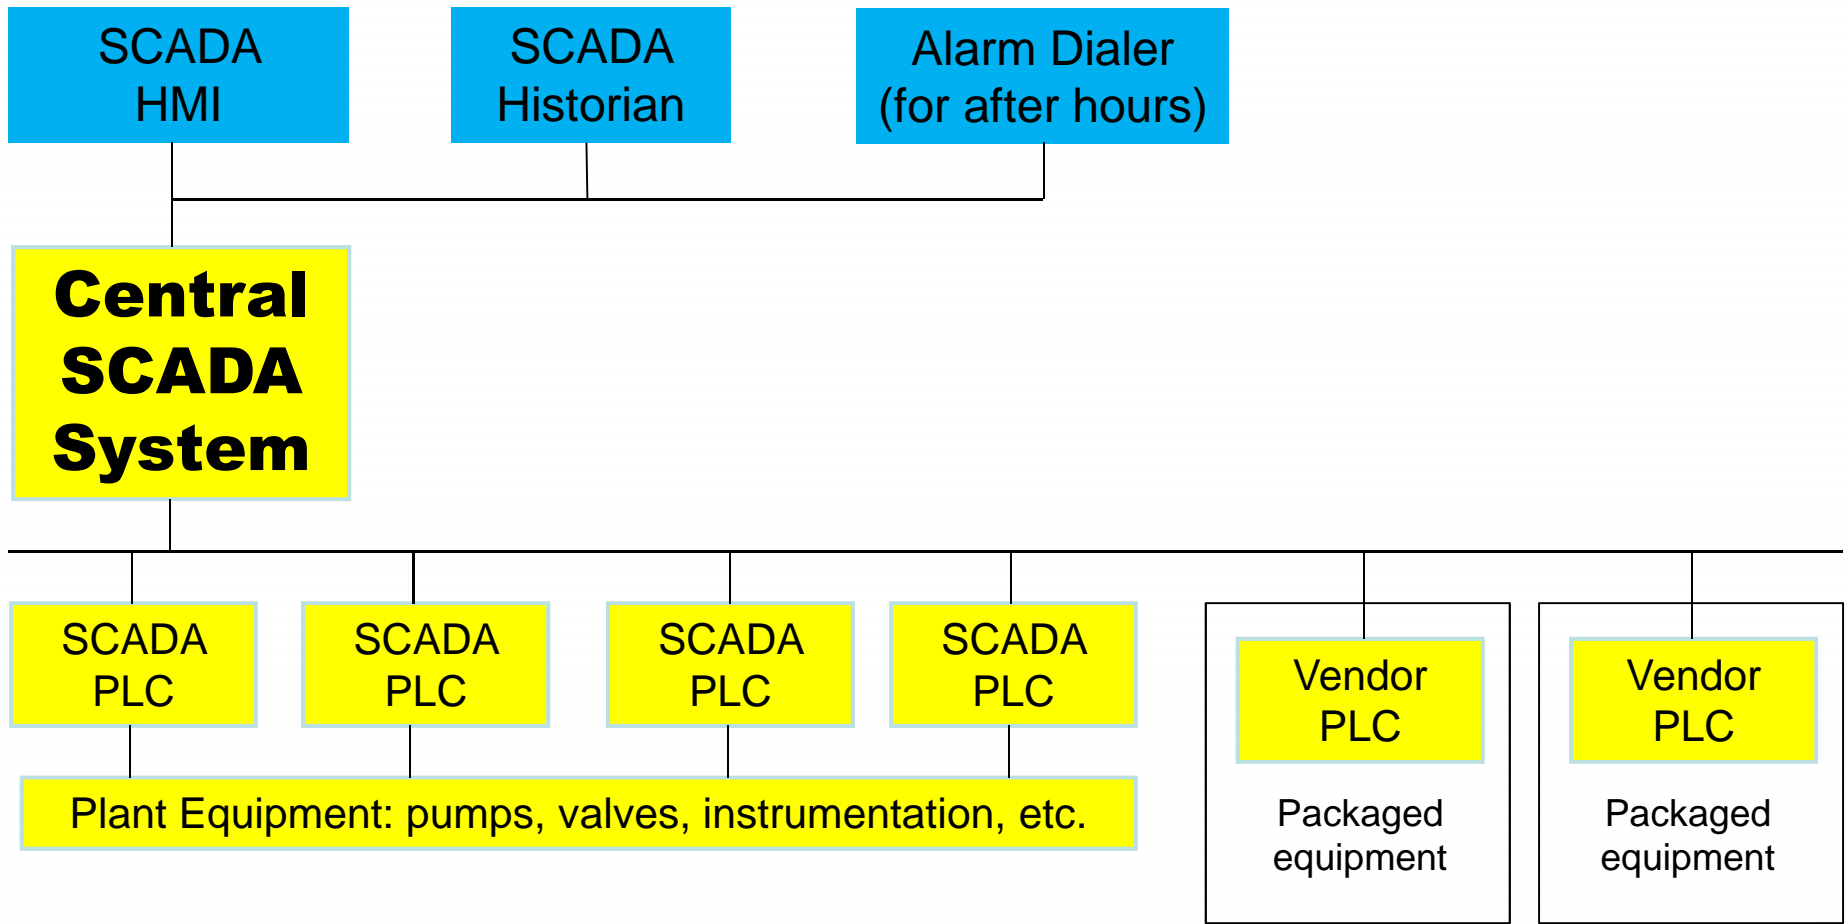 SCADA
HMI
SCADA
Historian
Alarm Dialer
(for after hours)
Central
SCADA
System
SCADA
PLC
SCADA
PLC
SCADA
PLC
SCADA
PLC
Vendor
PLC
Vendor
PLC
Plant Equipment: pumps, valves, instrumentation, etc.
Packaged
equipment
Packaged
equipment